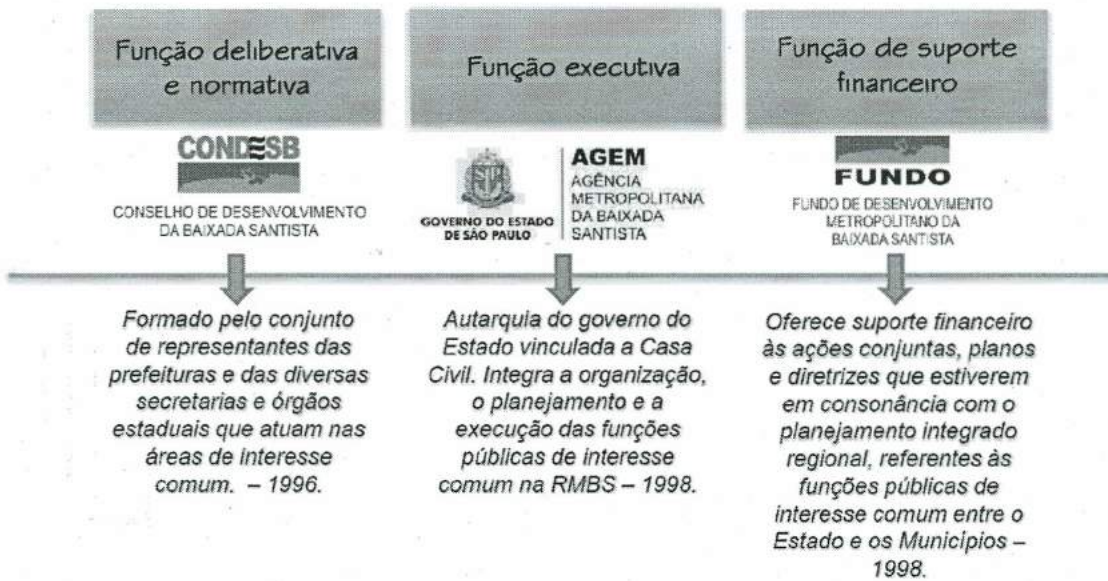 Função deliberativa
e normativa
CONDESB
CONSELHO DE DESENVOLVIMENTO
DA BAIXADA SANTISTA
Formado pelo conjunto
de representantes das
prefeituras e das diversas
secretarias e órgãos
estaduais que atuam nas
áreas de interesse
comum. – 1996.
Função executiva
GOVERNO DO ESTADO
DE SÃO PAULO
AGEM
AGÊNCIA
METROPOLITANA
DA BAIXADA
SANTISTA
Autarquia do governo do
Estado vinculada a Casa
Civil. Integra a organização,
o planejamento e a
execução das funções
públicas de interesse
comum na RMBS – 1998.
Função de suporte
financeiro
FUNDO
FUNDO DE DESENVOLVIMENTO
METROPOLITANO DA
BAIXADA SANTISTA
Oferece suporte financeiro
às ações conjuntas, planos
e diretrizes que estiverem
em consonância com o
planejamento integrado
regional, referentes às
funções públicas de
interesse comum entre o
Estado e os Municípios –
1998.